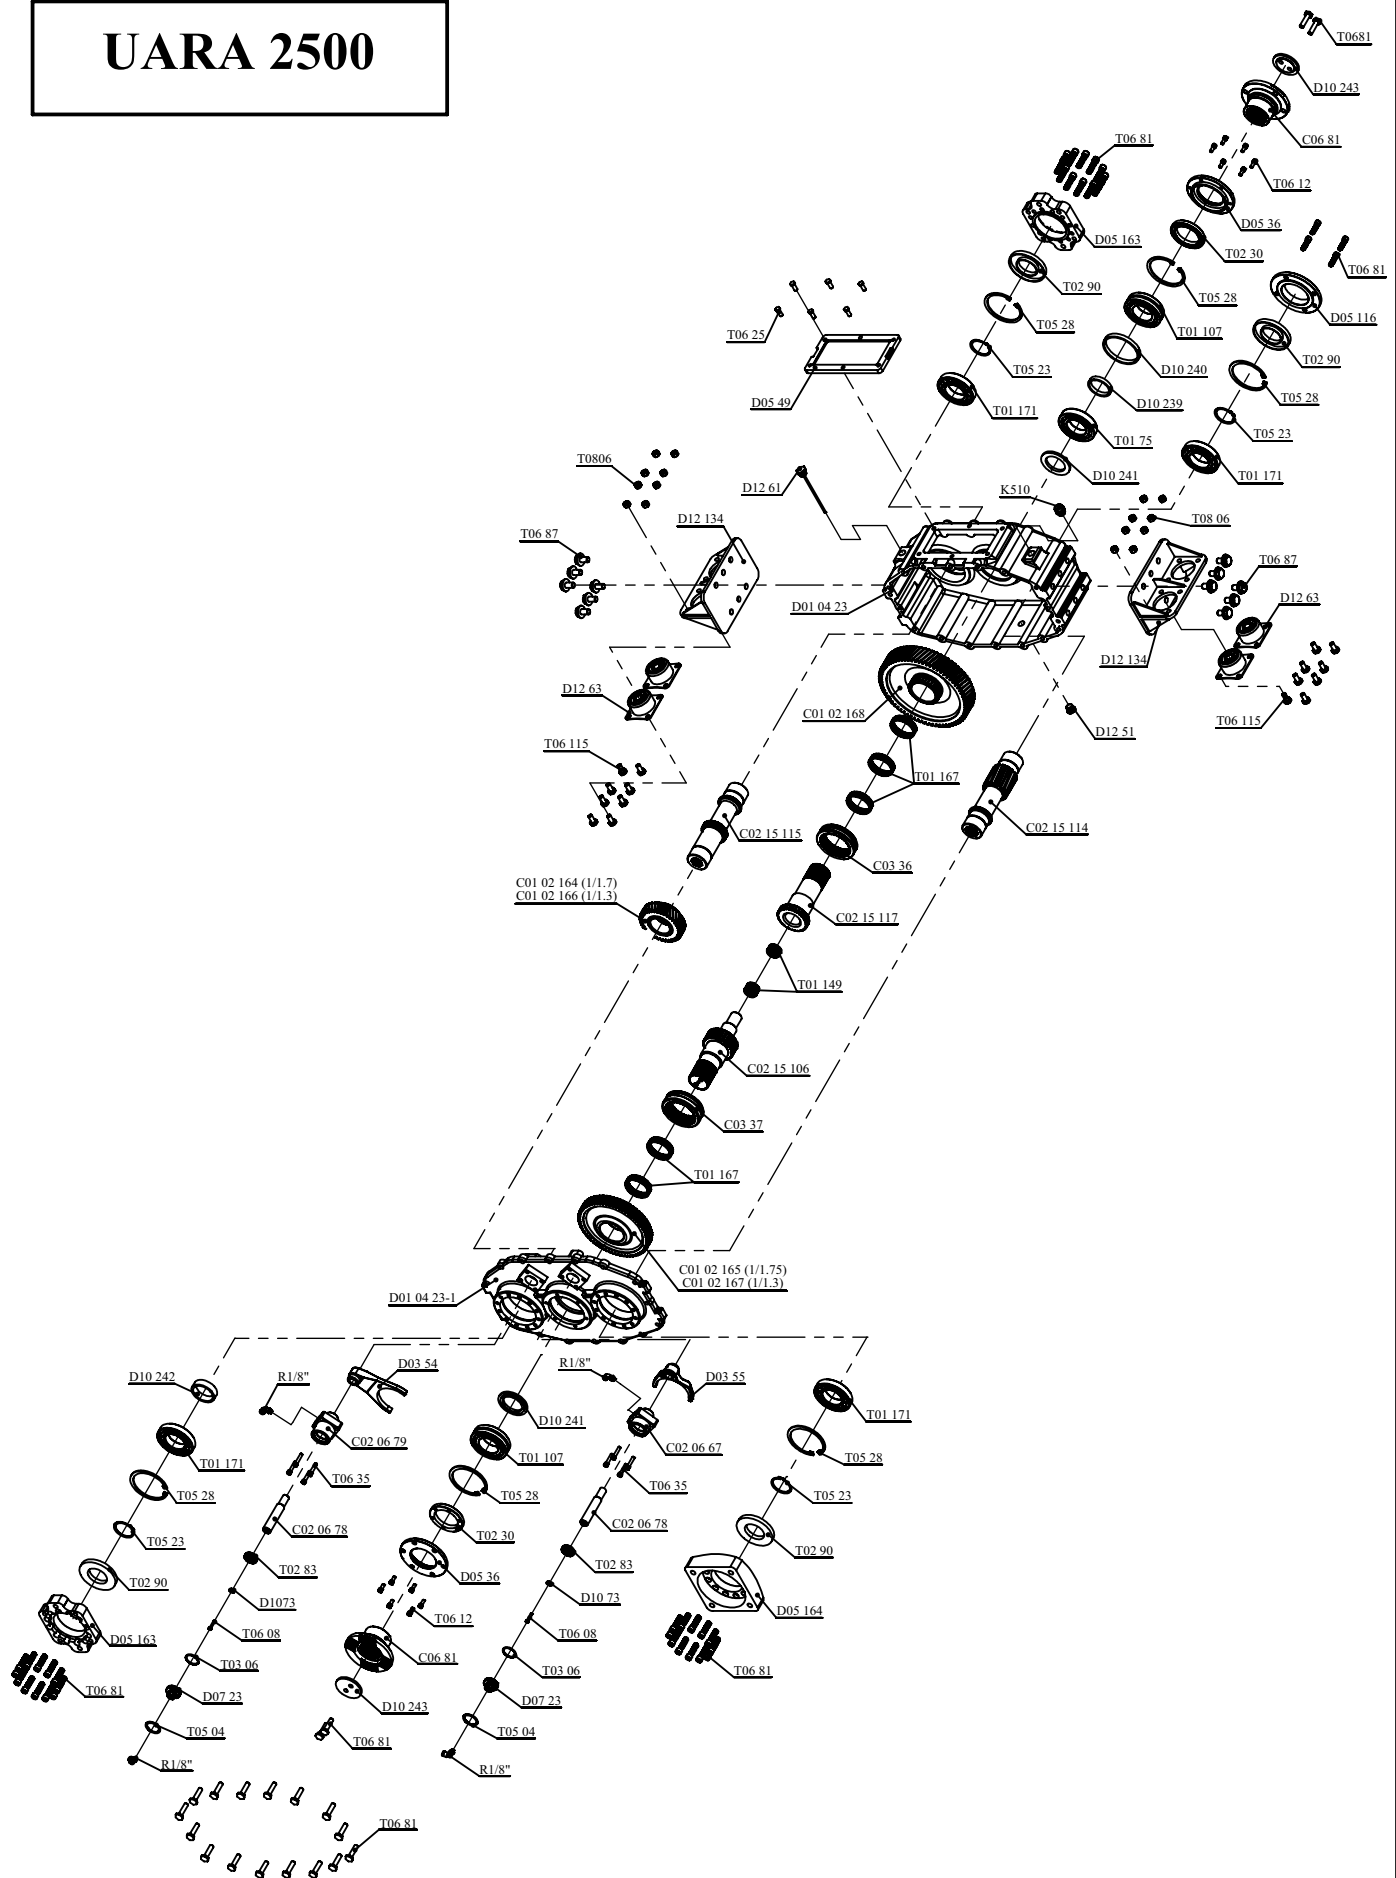 UARA 2500
T0681
D10 243
C06 81
T06 81
T06 12
D05 36
D05 163
T02 30
T06 81
T02 90
T05 28
D05 116
T05 28
T01 107
T06 25
T02 90
D10 240
T05 23
T05 28
D05 49
T01 171
D10 239
T05 23
T01 75
T0806
D12 61
D10 241
T01 171
K510
D12 134
T08 06
T06 87
T06 87
D12 63
D01 04 23
D12 134
D12 63
C01 02 168
T06 115
D12 51
T06 115
T01 167
C02 15 115
C02 15 114
C03 36
C01 02 164 (1/1.7)
C01 02 166 (1/1.3)
C02 15 117
T01 149
C02 15 106
C03 37
T01 167
C01 02 165 (1/1.75)
C01 02 167 (1/1.3)
D01 04 23-1
D03 54
R1/8"
D03 55
D10 242
R1/8"
D10 241
T01 171
C02 06 79
C02 06 67
T01 171
T01 107
T05 28
T06 35
T06 35
T05 28
T05 28
T05 23
C02 06 78
C02 06 78
T05 23
T02 30
T02 90
T02 83
T02 83
T02 90
D05 36
D1073
D10 73
D05 164
T06 12
D05 163
T06 08
T06 08
C06 81
T03 06
T03 06
T06 81
T06 81
D07 23
D10 243
D07 23
T05 04
T05 04
T06 81
R1/8"
R1/8"
T06 81